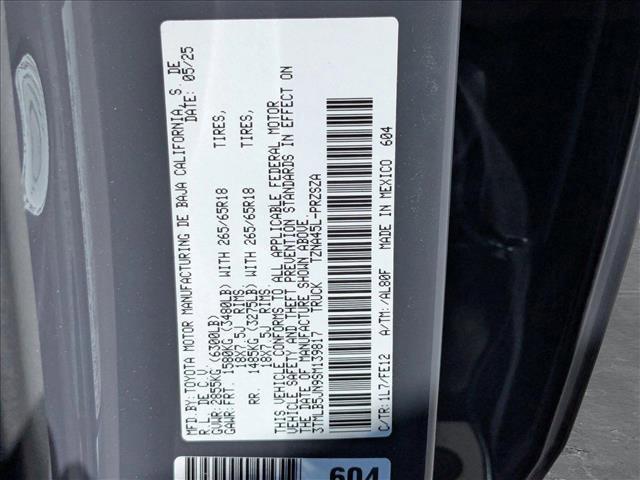 MFD.BY:TOYOTA MOTOR MANUFACTURING DE BAJA CALIFORNIA, S. DE
R.L. DE C.V. DATE: 05/25
GVWR:2855KG (6300LB)
GAWR:FRT. 1580KG (3480LB) WITH 265/65R18 TIRES,
18X7.5J RIMS,
RR. 1485KG (3275LB) WITH 265/65R18 TIRES,
18X7.5J RIMS.
THIS VEHICLE CONFORMS TO ALL APPLICABLE FEDERAL MOTOR
VEHICLE SAFETY AND THEFT PREVENTION STANDARDS IN EFFECT ON
THE DATE OF MANUFACTURE SHOWN ABOVE.
3TMLB5JN9SM139817 TRUCK TZNA45L-PRZSZA
C/TR:1L7/FE12 A/TM:/AL80F MADE IN MEXICO 604
604